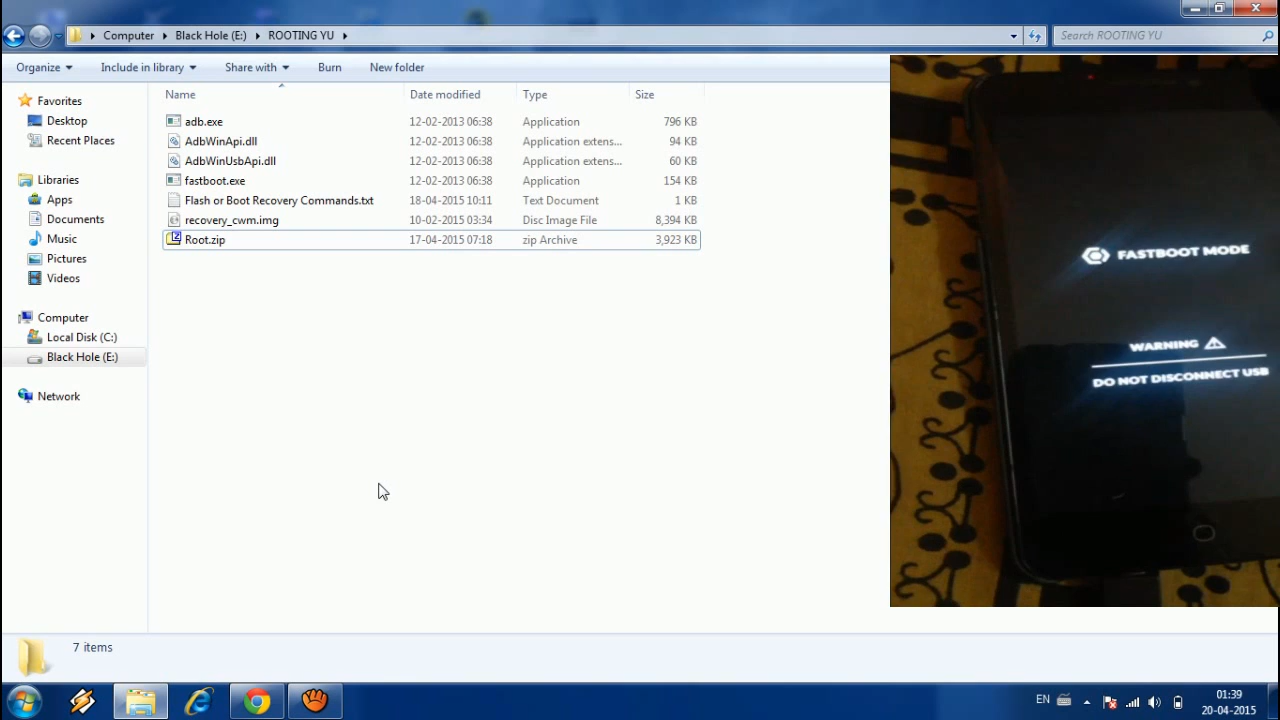 Computer Black Hole (E:) ROOTING YU
Search ROOTING YU
Organize Include in library Share with Burn New folder
Favorites
Desktop
Recent Places
Libraries
Apps
Documents
Music
Pictures
Videos
Computer
Local Disk (C:)
Black Hole (E:)
Network
Name Date modified Type Size
adb.exe 12-02-2013 06:38 Application 796 KB
AdbWinApi.dll 12-02-2013 06:38 Application extens... 94 KB
AdbWinUsbApi.dll 12-02-2013 06:38 Application extens... 60 KB
fastboot.exe 12-02-2013 06:38 Application 154 KB
Flash or Boot Recovery Commands.txt 18-04-2015 10:11 Text Document 1 KB
recovery_cwm.img 10-02-2015 03:34 Disc Image File 8,394 KB
Root.zip 17-04-2015 07:18 zip Archive 3,923 KB
FASTBOOT MODE
WARNING
DO NOT DISCONNECT USB
7 items
EN
01:39
20-04-2015